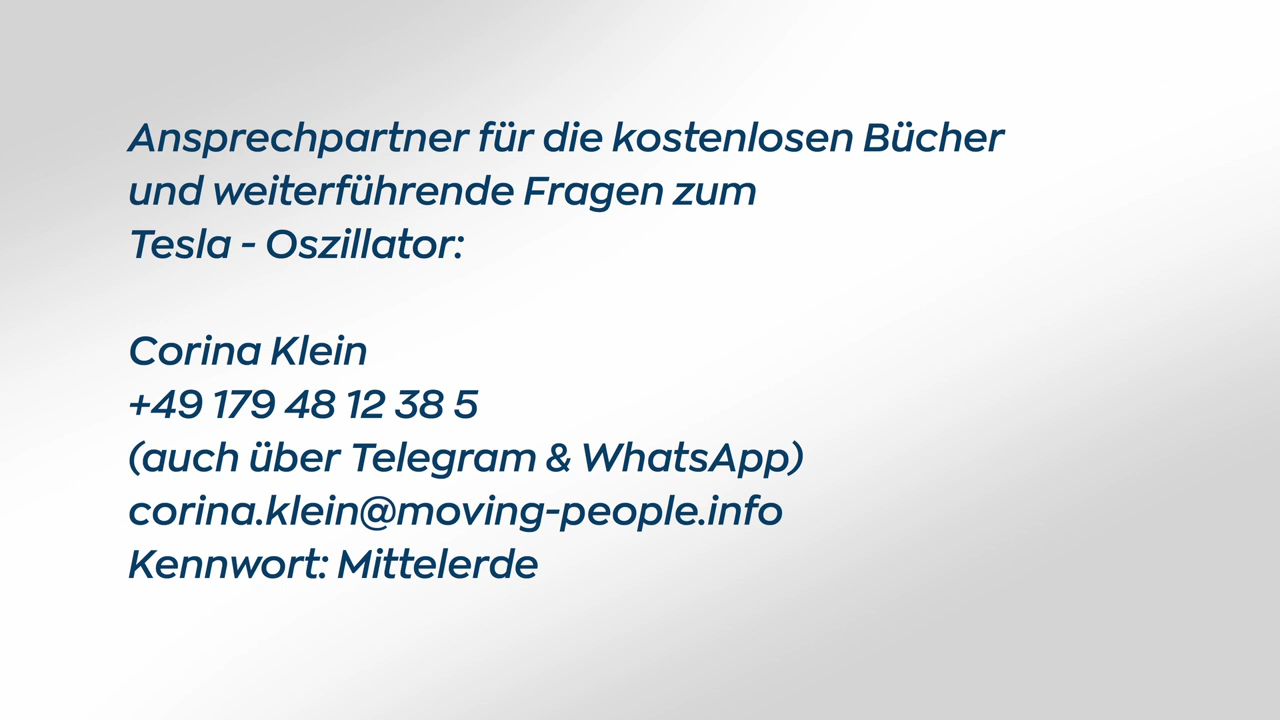 Ansprechpartner für die kostenlosen Bücher
und weiterführende Fragen zum
Tesla - Oszillator:
Corina Klein
+49 179 48 12 38 5
(auch über Telegram & WhatsApp)
corina.klein@moving-people.info
Kennwort: Mittelerde